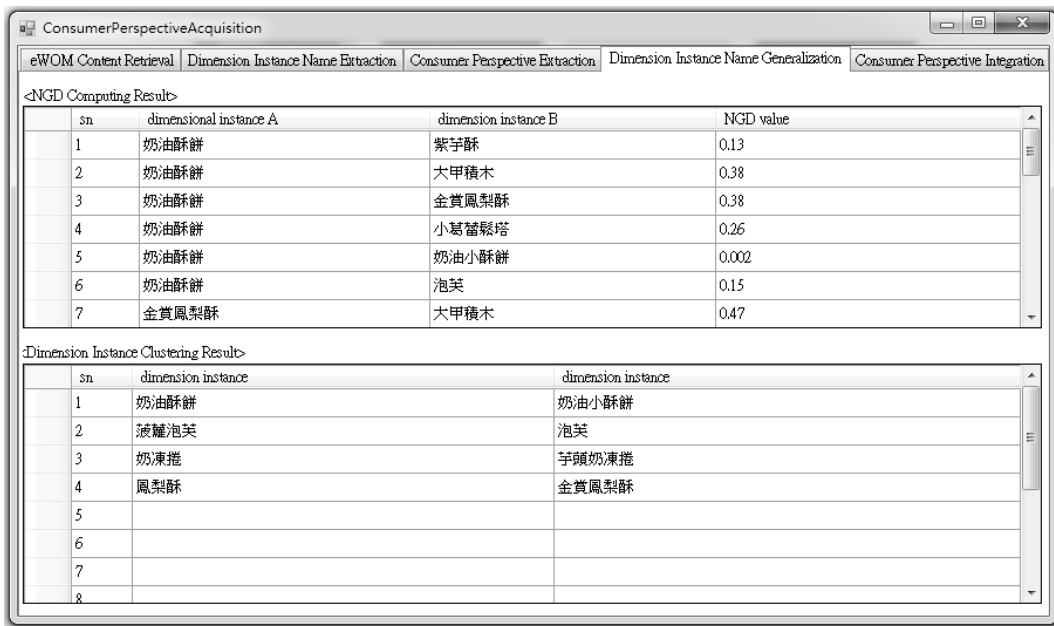 ConsumerPerspectiveAcquisition
eWOM Content Retrieval Dimension Instance Name Extraction Consumer Perspective Extraction Dimension Instance Name Generalization Consumer Perspective Integration
<NGD Computing Result>
sn dimensional instance A dimension instance B NGD value
1 奶油酥餅 紫芋酥 0.13
2 奶油酥餅 大甲積木 0.38
3 奶油酥餅 金賞鳳梨酥 0.38
4 奶油酥餅 小葛蕾鬆塔 0.26
5 奶油酥餅 奶油小酥餅 0.002
6 奶油酥餅 泡芙 0.15
7 金賞鳳梨酥 大甲積木 0.47
<Dimension Instance Clustering Result>
sn dimension instance dimension instance
1 奶油酥餅 奶油小酥餅
2 菠蘿泡芙 泡芙
3 奶凍捲 芋頭奶凍捲
4 鳳梨酥 金賞鳳梨酥
5
6
7
8